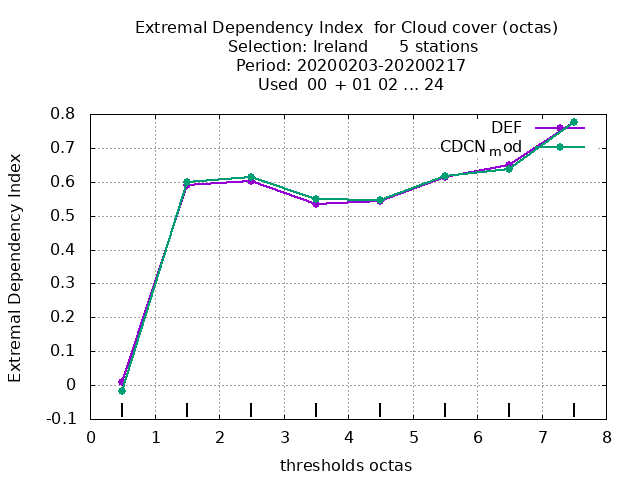 Extremal Dependency Index  for Cloud cover (octas)
Selection: Ireland      5 stations
Period: 20200203-20200217
Used  00  + 01 02 ... 24
Extremal Dependency Index
0.8
0.7
0.6
0.5
0.4
0.3
0.2
0.1
0
-0.1
DEF
CDCN_mod
0 1 2 3 4 5 6 7 8
thresholds octas